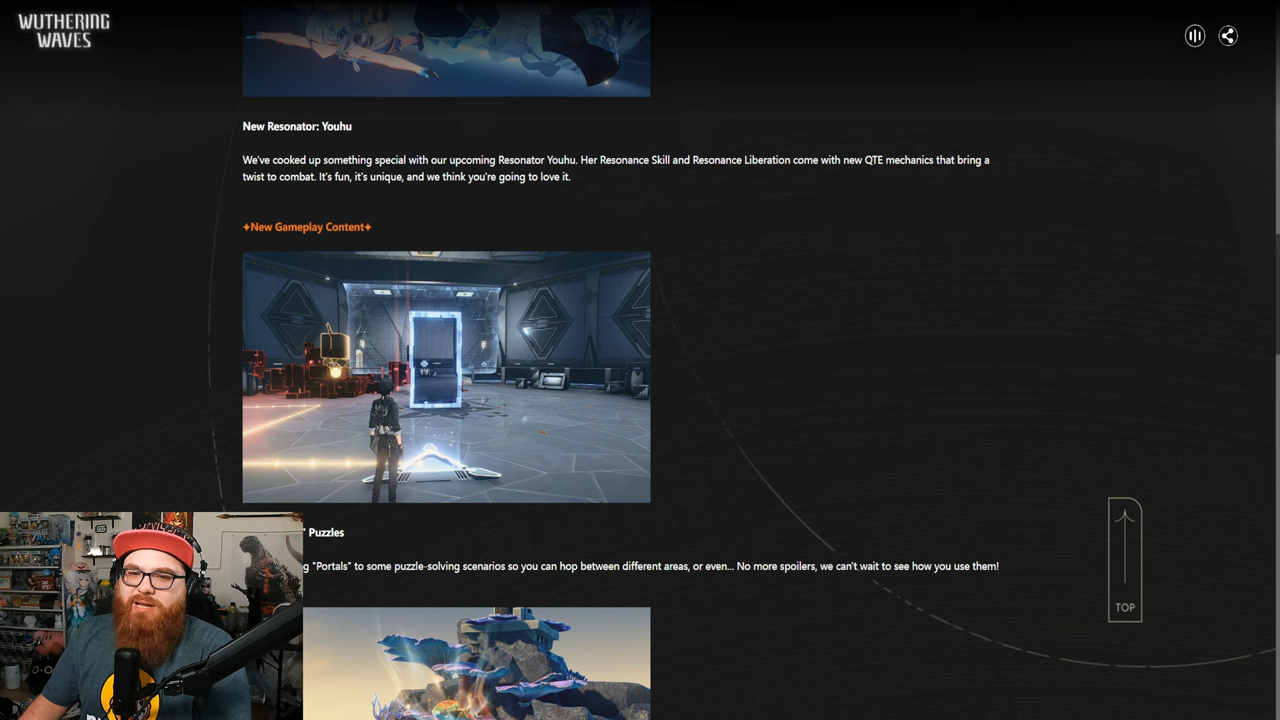 WUTHERING
WAVES
New Resonator: Youhu
We've cooked up something special with our upcoming Resonator Youhu. Her Resonance Skill and Resonance Liberation come with new QTE mechanics that bring a
twist to combat. It's fun, it's unique, and we think you're going to love it.
✦New Gameplay Content✦
" Puzzles
g "Portals" to some puzzle-solving scenarios so you can hop between different areas, or even... No more spoilers, we can't wait to see how you use them!
TOP